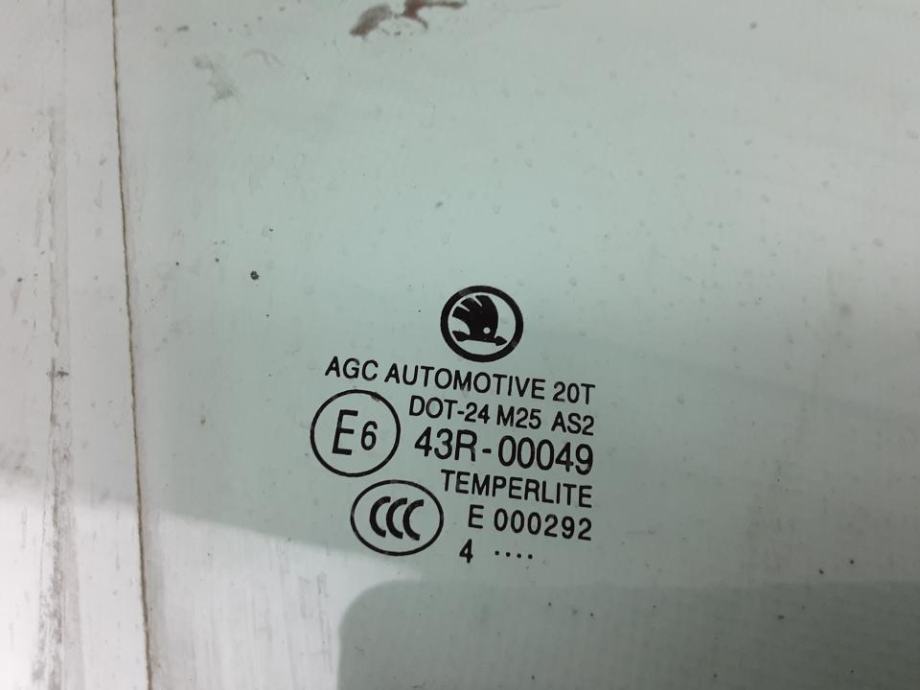 AGC AUTOMOTIVE 20T
DOT-24 M25 AS2
E6 43R-00049
TEMPERLITE
CCC E 000292
4 ....